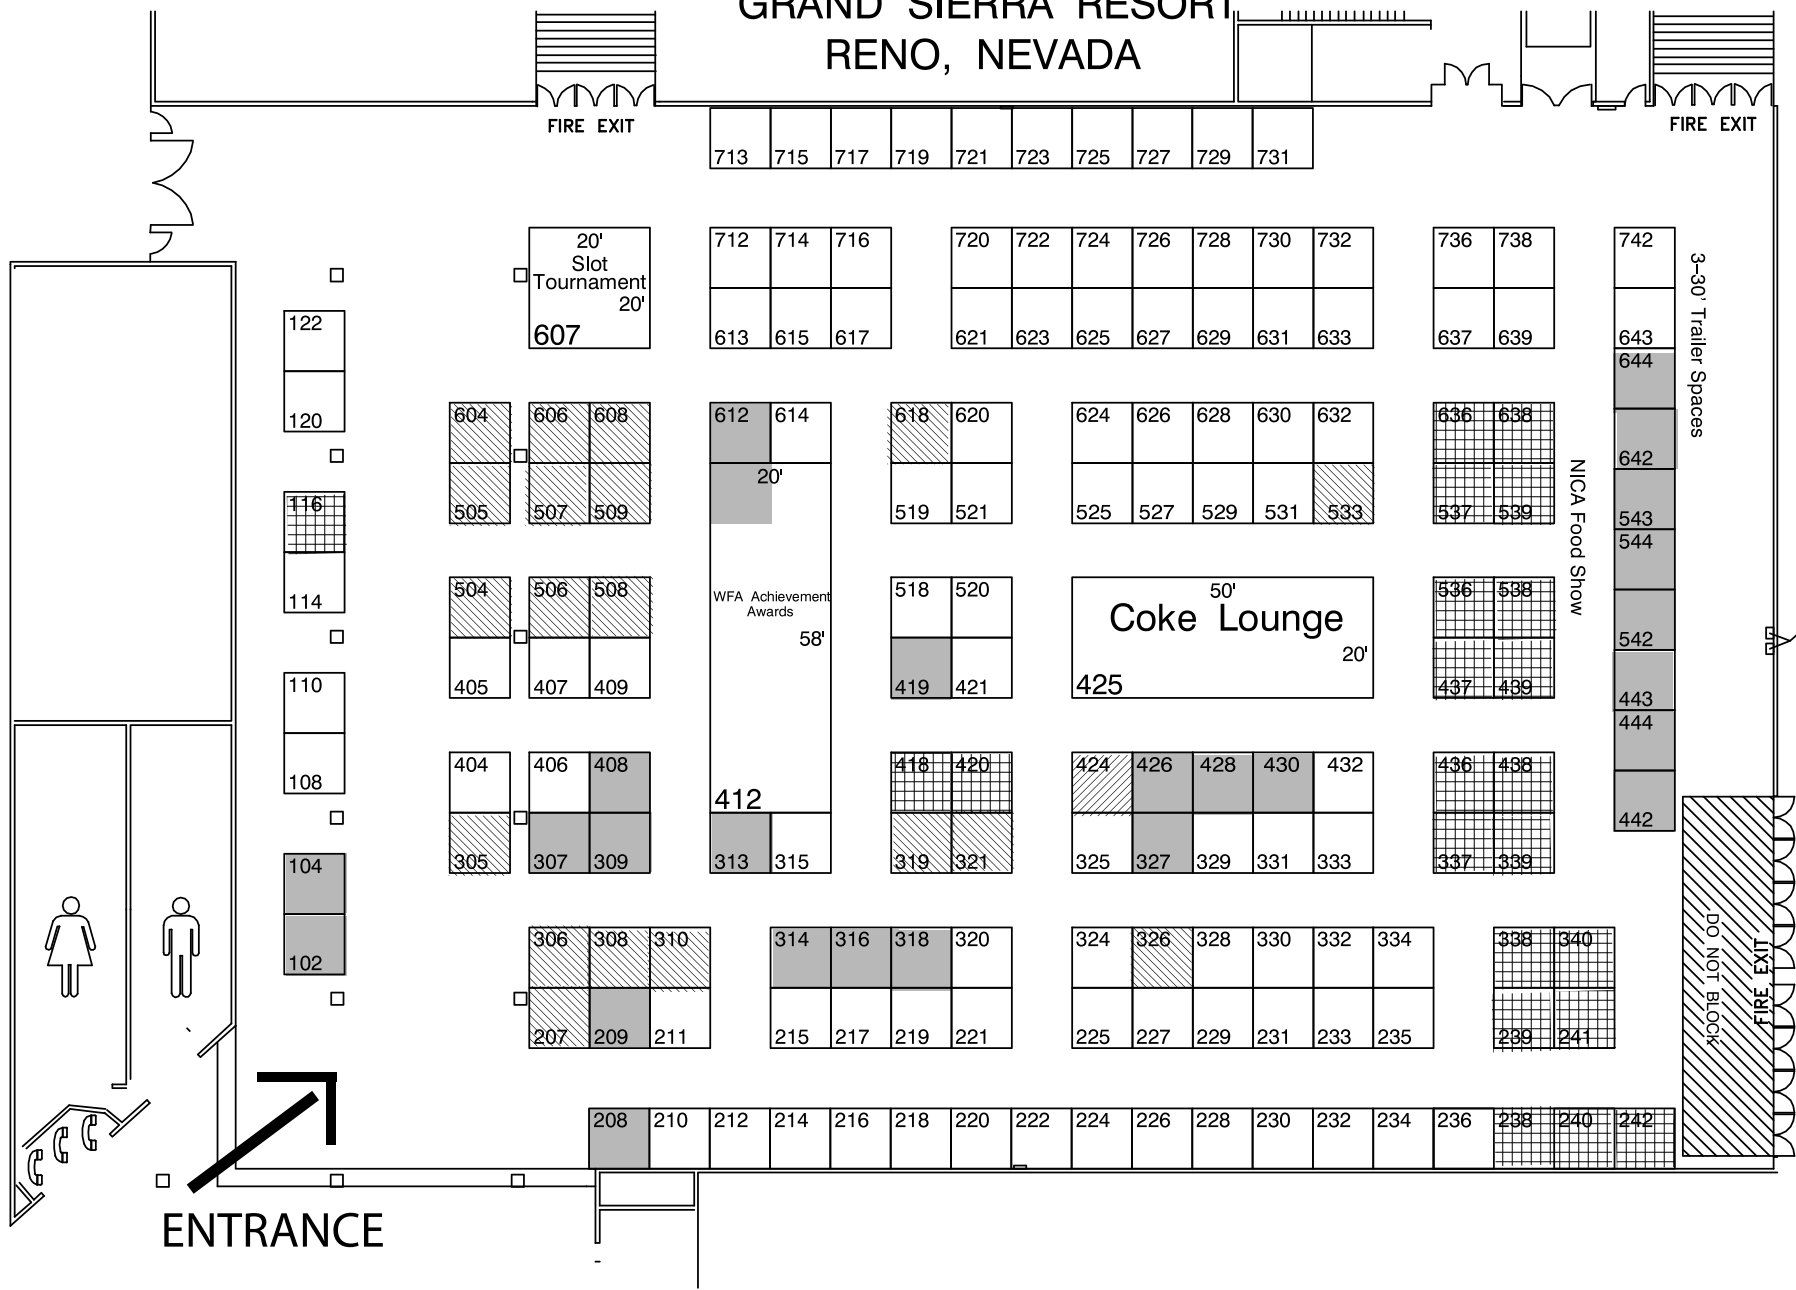 GRAND SIERRA RESORT
RENO, NEVADA
FIRE EXIT
FIRE EXIT
713 715 717 719 721 723 725 727 729 731
20'
Slot
Tournament
20'
607
712 714 716 720 722 724 726 728 730 732 736 738 742
613 615 617 621 623 625 627 629 631 633 637 639 643
3-30' Trailer Spaces
122
120
116
114
110
108
104
102
604 606 608 612 614 618 620 624 626 628 630 632 636 638
505 507 509 519 521 525 527 529 531 533 537 539
20'
WFA Achievement
Awards
58'
412
504 506 508 518 520 536 538
405 407 409 419 421 437 439
50'
Coke Lounge
20'
425
NICA Food Show
644
642
543
544
542
443
444
442
404 406 408 418 420 424 426 428 430 432 436 438
305 307 309 313 315 319 321 325 327 329 331 333 337 339
306 308 310 314 316 318 320 324 326 328 330 332 334 338 340
207 209 211 215 217 219 221 225 227 229 231 233 235 239 241
DO NOT BLOCK
FIRE EXIT
208 210 212 214 216 218 220 222 224 226 228 230 232 234 236 238 240 242
ENTRANCE